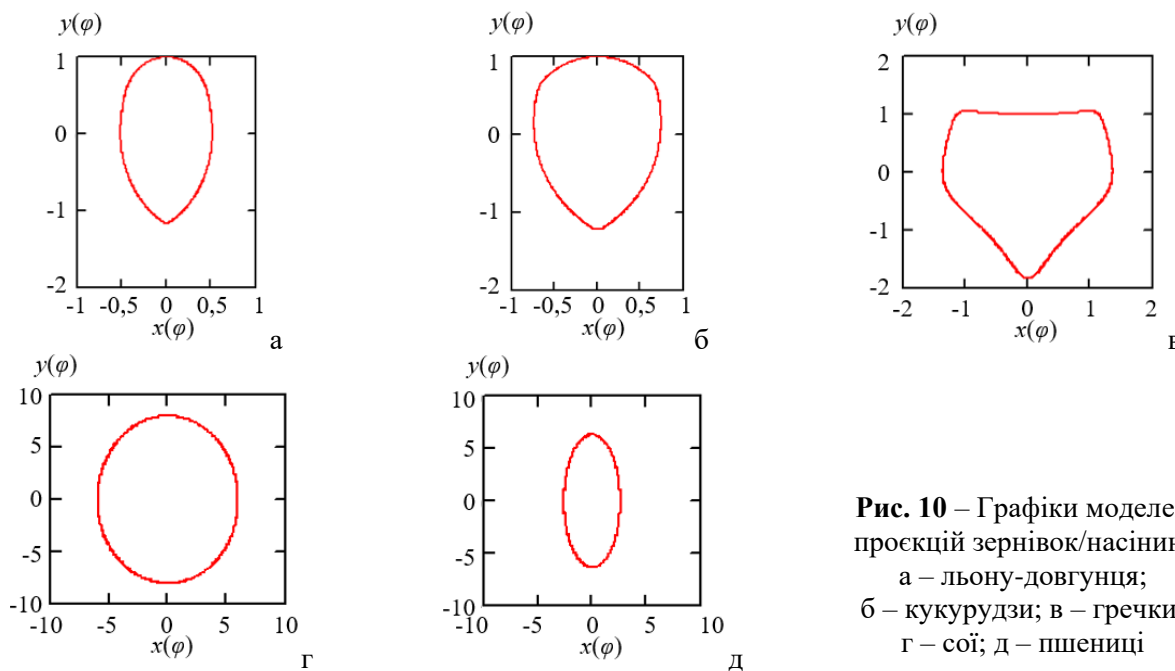 y(φ)
y(φ)
y(φ)
1
0
-1
-2
-1 -0,5 0 0,5 1
x(φ)
а
1
0
-1
-2
-1 -0,5 0 0,5 1
x(φ)
б
2
1
0
-1
-2
-2 -1 0 1 2
x(φ)
y(φ)
10
5
0
-5
-10
-10 -5 0 5 10
x(φ)
г
y(φ)
10
5
0
-5
-10
-10 -5 0 5 10
x(φ)
д
Рис. 10 – Графіки моделе
проєкцій зернівок/насінин
а – льону-довгунця;
б – кукурудзи; в – гречки
г – сої; д – пшениці